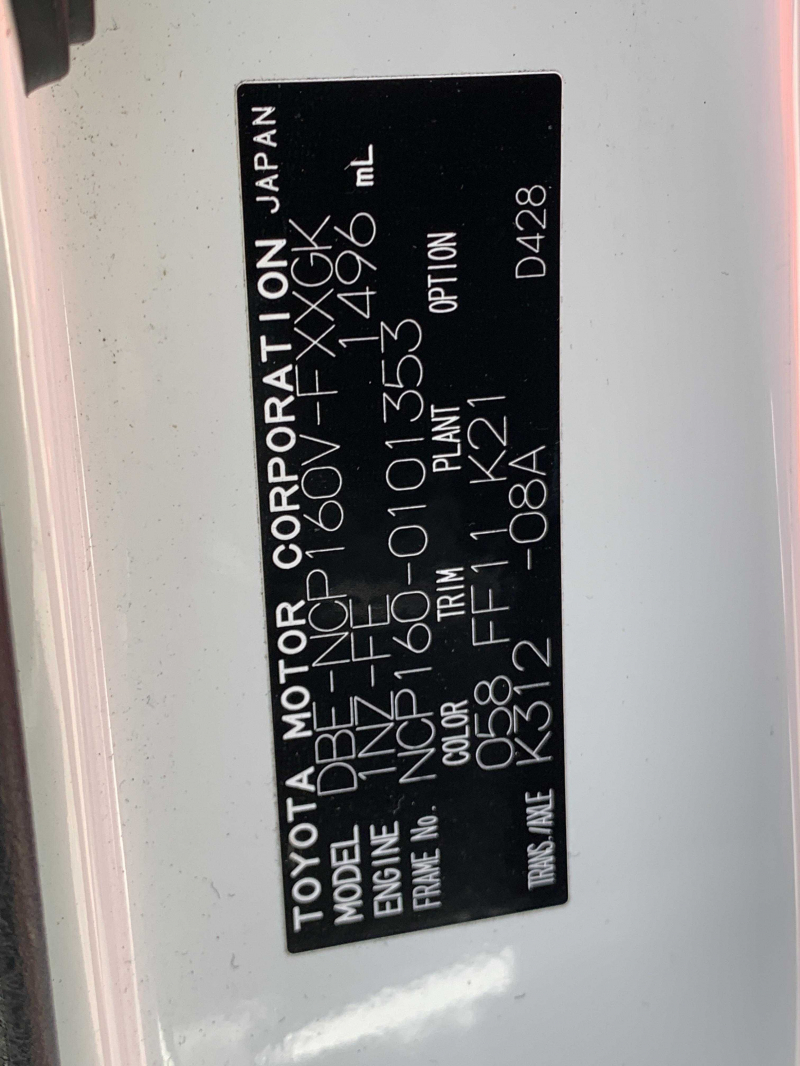 TOYOTA MOTOR CORPORATION JAPAN
MODEL DBE-NCP160V-FXXGK
ENGINE 1NZ-FE 1496 mL
FRAME No. NCP160-0101353
COLOR TRIM PLANT OPTION
058 FF11 K21
TRANS./AXLE K312 -08A D428